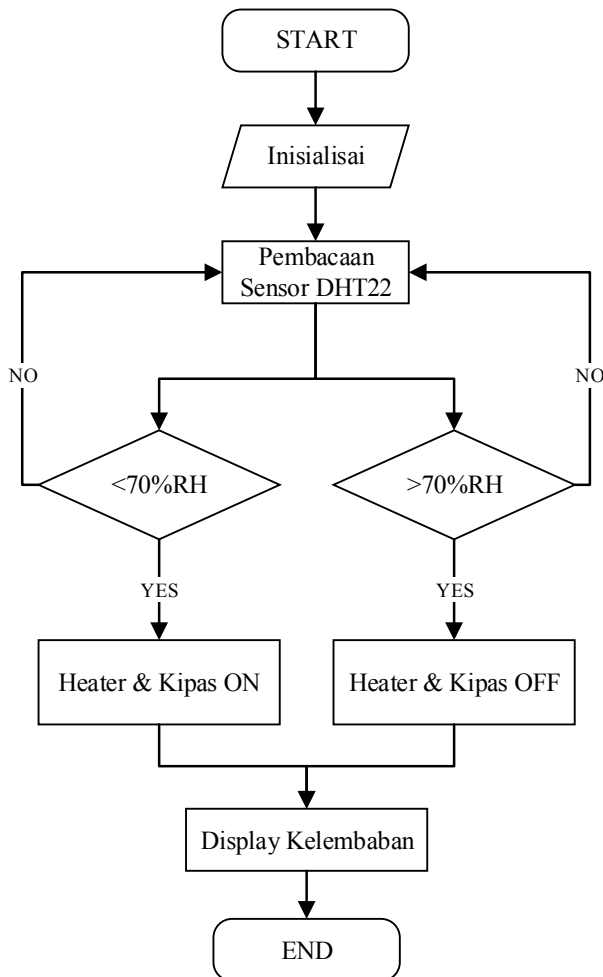 START
Inisialisai
Pembacaan
Sensor DHT22
NO
NO
<70%RH
>70%RH
YES
YES
Heater & Kipas ON
Heater & Kipas OFF
Display Kelembaban
END